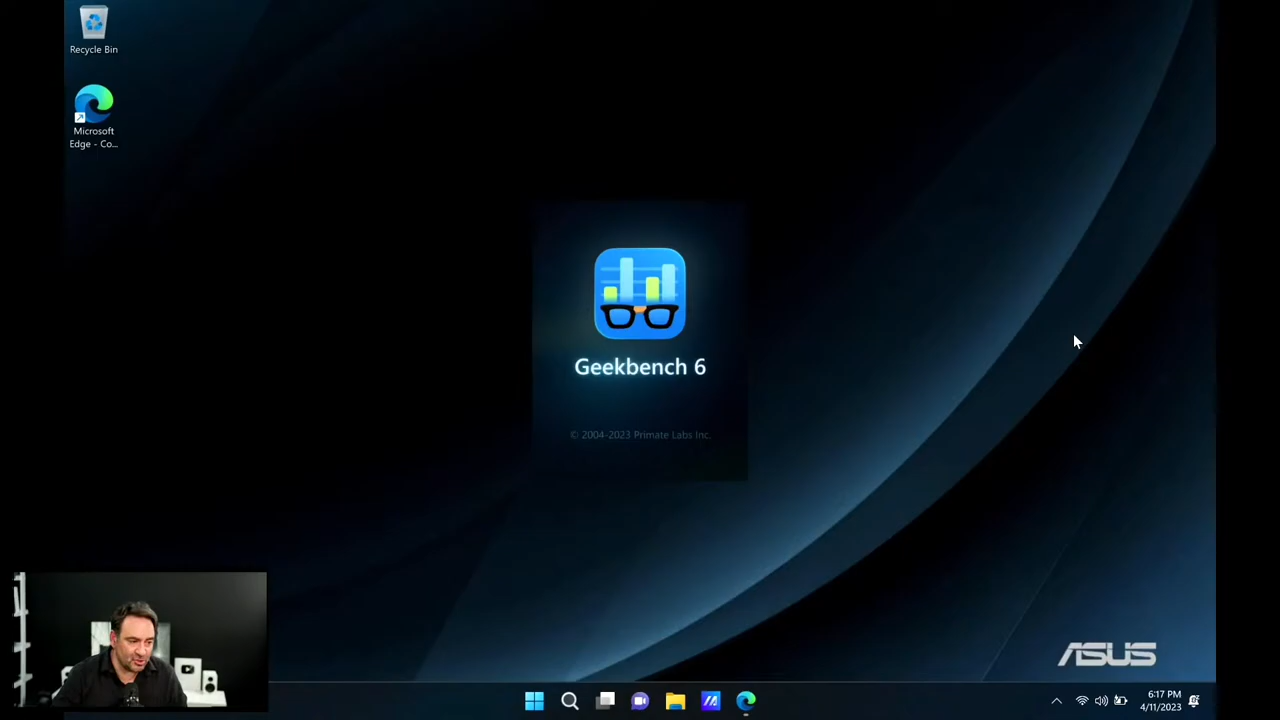 Recycle Bin
Microsoft
Edge - Co...
Geekbench 6
© 2004-2023 Primate Labs Inc.
ASUS
6:17 PM
4/11/2023